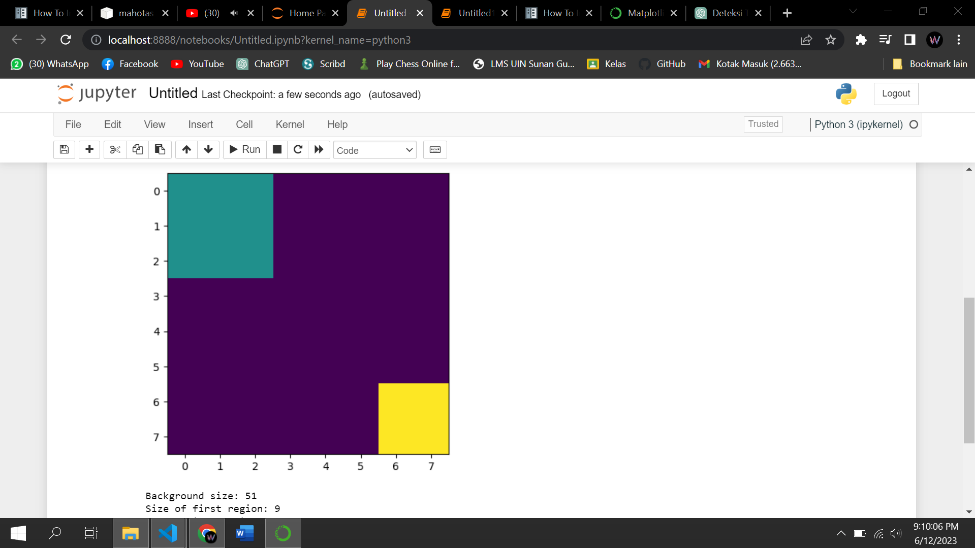 How To I
mahotas
(30)
Home Pa
Untitled
Untitled
How To I
Matplotl
Deteksi
localhost:8888/notebooks/Untitled.ipynb?kernel_name=python3
W
(30) WhatsApp Facebook YouTube ChatGPT Scribd Play Chess Online f... LMS UIN Sunan Gu... Kelas GitHub Kotak Masuk (2.663... Bookmark lain
jupyter Untitled Last Checkpoint: a few seconds ago (autosaved) Logout
File Edit View Insert Cell Kernel Help Trusted Python 3 (ipykernel)
Run Code
0
1
2
3
4
5
6
7
0 1 2 3 4 5 6 7
Background size: 51
Size of first region: 9
9:10:06 PM
6/12/2023